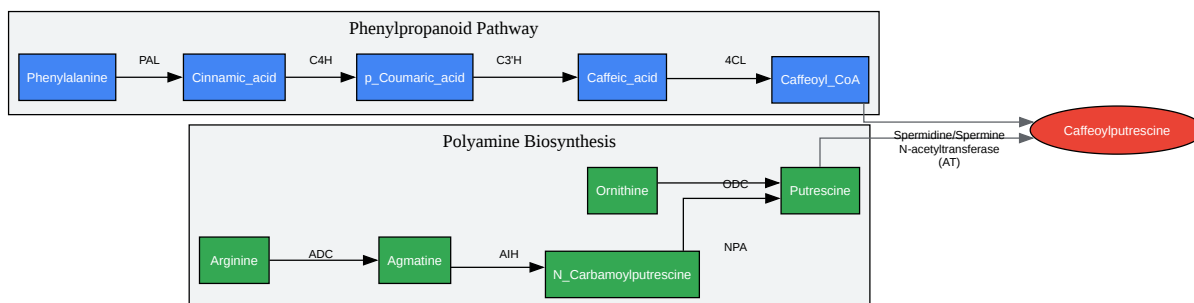 Phenylpropanoid Pathway
Phenylalanine
PAL
Cinnamic_acid
C4H
p_Coumaric_acid
C3'H
Caffeic_acid
4CL
Caffeoyl_CoA
Caffeoylputrescine
Spermidine/Spermine
N-acetyltransferase
(AT)
Polyamine Biosynthesis
Ornithine
ODC
Putrescine
Arginine
ADC
Agmatine
AIH
N_Carbamoylputrescine
NPA